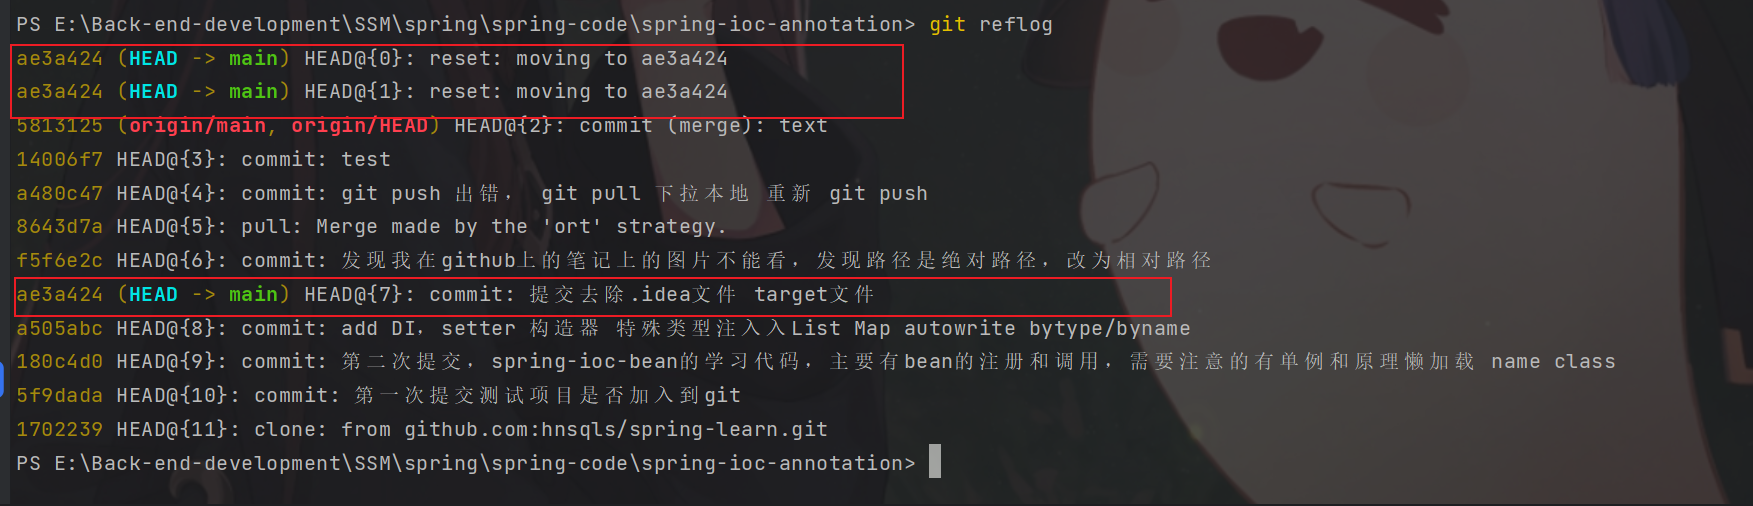 PS E:\Back-end-development\SSM\spring\spring-code\spring-ioc-annotation> git reflog
ae3a424 (HEAD -> main) HEAD@{0}: reset: moving to ae3a424
ae3a424 (HEAD -> main) HEAD@{1}: reset: moving to ae3a424
5813125 (origin/main, origin/HEAD) HEAD@{2}: commit (merge): text
14006f7 HEAD@{3}: commit: test
a480c47 HEAD@{4}: commit: git push 出错， git pull 下拉本地 重新 git push
8643d7a HEAD@{5}: pull: Merge made by the 'ort' strategy.
f5f6e2c HEAD@{6}: commit: 发现我在github上的笔记上的图片不能看，发现路径是绝对路径，改为相对路径
ae3a424 (HEAD -> main) HEAD@{7}: commit: 提交去除.idea文件 target文件
a505abc HEAD@{8}: commit: add DI，setter 构造器 特殊类型注入入List Map autowrite bytype/byname
180c4d0 HEAD@{9}: commit: 第二次提交，spring-ioc-bean的学习代码，主要有bean的注册和调用，需要注意的有单例和原理懒加载 name class
5f9dada HEAD@{10}: commit: 第一次提交测试项目是否加入到git
1702239 HEAD@{11}: clone: from github.com:hnsqls/spring-learn.git
PS E:\Back-end-development\SSM\spring\spring-code\spring-ioc-annotation>